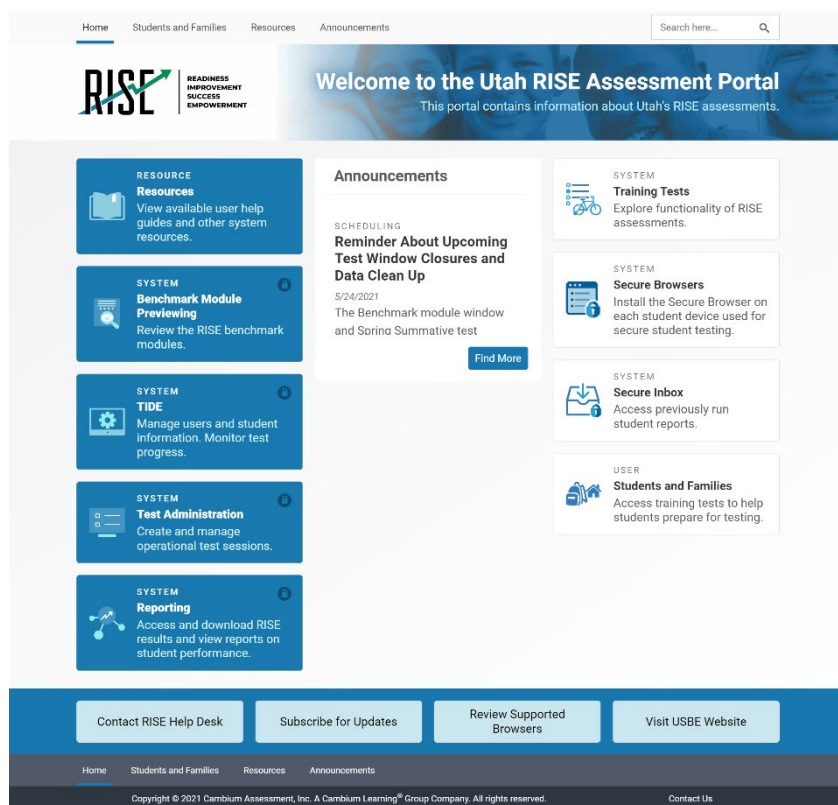 Home Students and Families Resources Announcements
Search here...
RISE
READINESS
IMPROVEMENT
SUCCESS
EMPOWERMENT
Welcome to the Utah RISE Assessment Portal
This portal contains information about Utah's RISE assessments.
RESOURCE
Resources
View available user help
guides and other system
resources.
SYSTEM
Benchmark Module
Previewing
Review the RISE benchmark
modules.
SYSTEM
TIDE
Manage users and student
information. Monitor test
progress.
SYSTEM
Test Administration
Create and manage
operational test sessions.
SYSTEM
Reporting
Access and download RISE
results and view reports on
student performance.
Announcements
SCHEDULING
Reminder About Upcoming
Test Window Closures and
Data Clean Up
5/24/2021
The Benchmark module window
and Spring Summative test
Find More
SYSTEM
Training Tests
Explore functionality of RISE
assessments.
SYSTEM
Secure Browsers
Install the Secure Browser on
each student device used for
secure student testing.
SYSTEM
Secure Inbox
Access previously run
student reports.
USER
Students and Families
Access training tests to help
students prepare for testing.
Contact RISE Help Desk
Subscribe for Updates
Review Supported
Browsers
Visit USBE Website
Home Students and Families Resources Announcements
Copyright © 2021 Cambium Assessment, Inc. A Cambium Learning® Group Company. All rights reserved. Contact Us